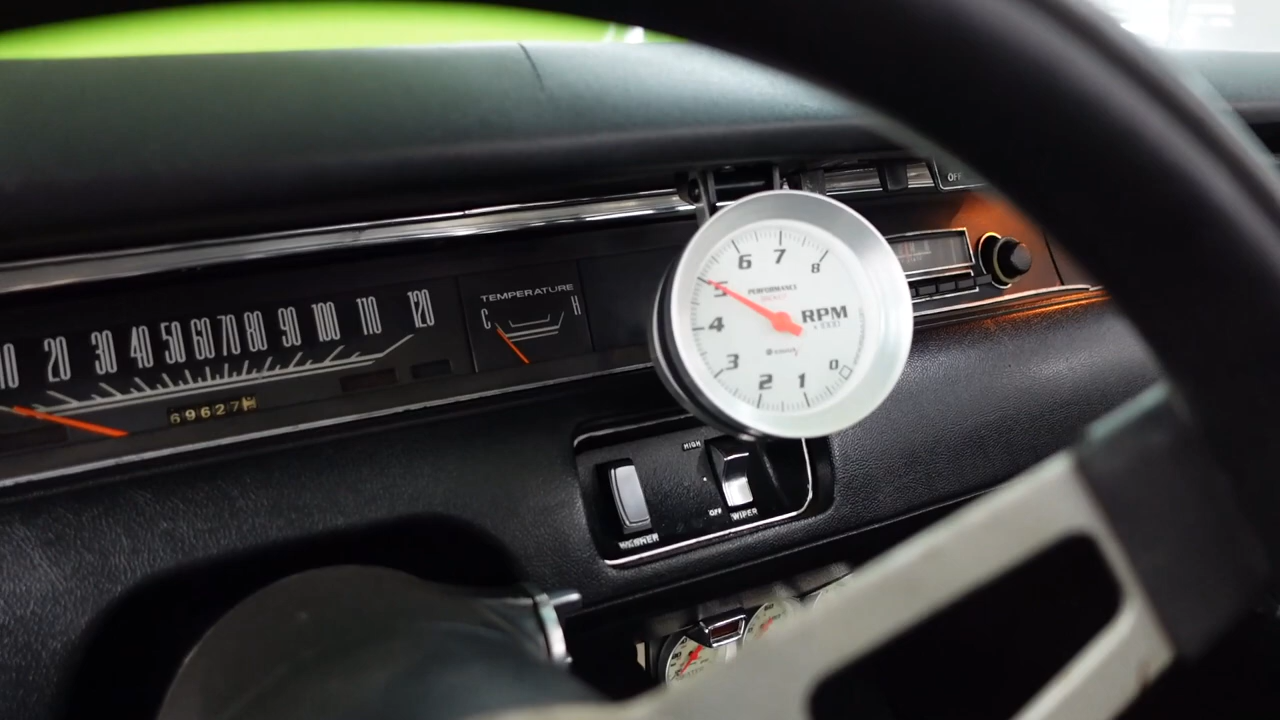 OFF
6 7 8
5
4
3
2 1 0
PERFORMANCE
RPM
x 1000
20 30 40 50 60 70 80 90 100 110 120
69627
TEMPERATURE
C H
HIGH
OFF WIPER
WASHER